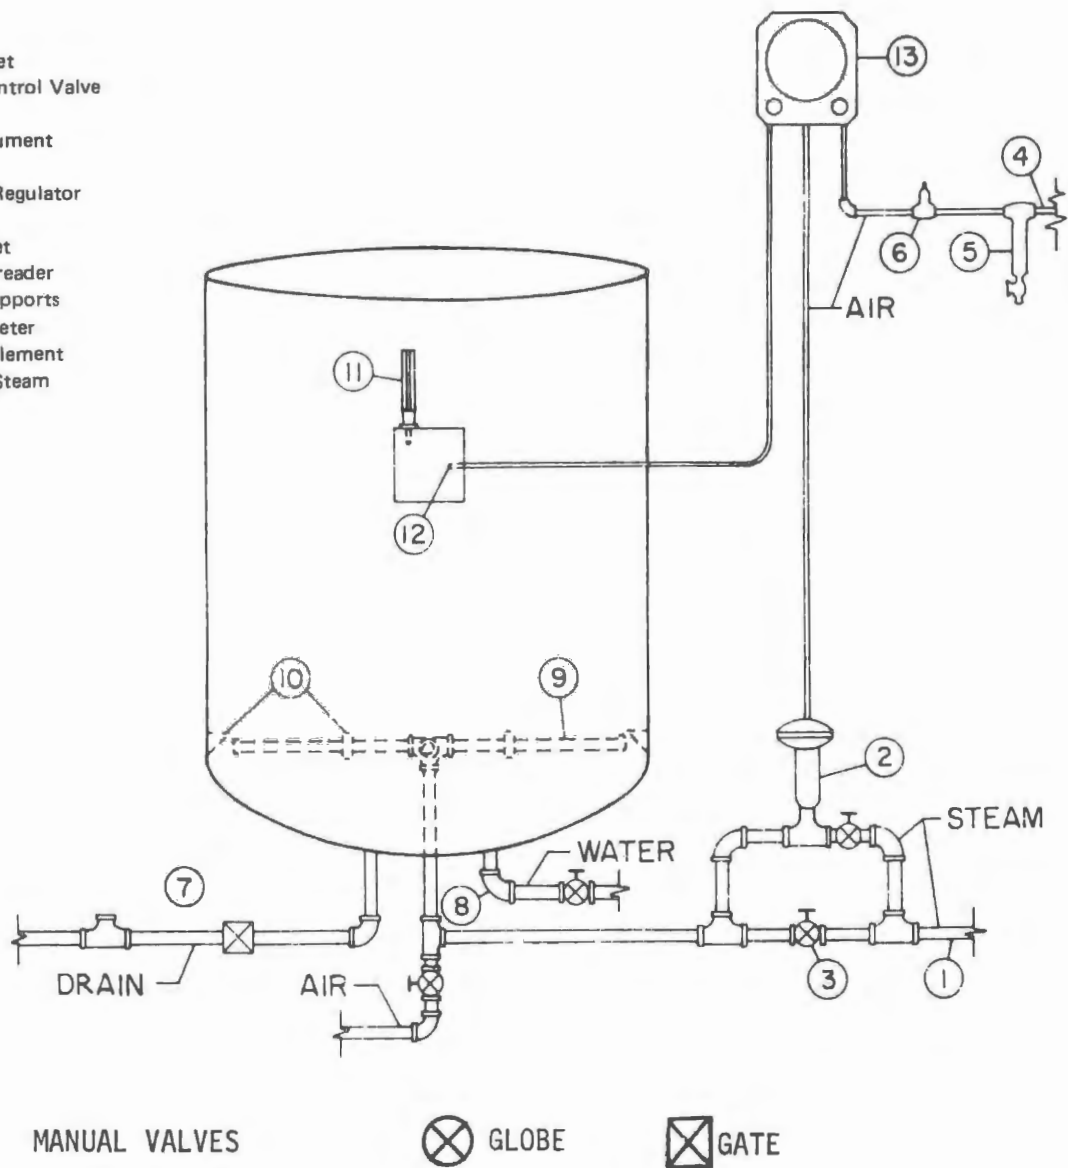 et
ntrol Valve
ument
Regulator
et
reader
pports
eter
lement
Steam
13
4
6
5
AIR
11
12
10
9
2
STEAM
WATER
7
8
DRAIN
AIR
3
1
MANUAL VALVES
GLOBE
GATE